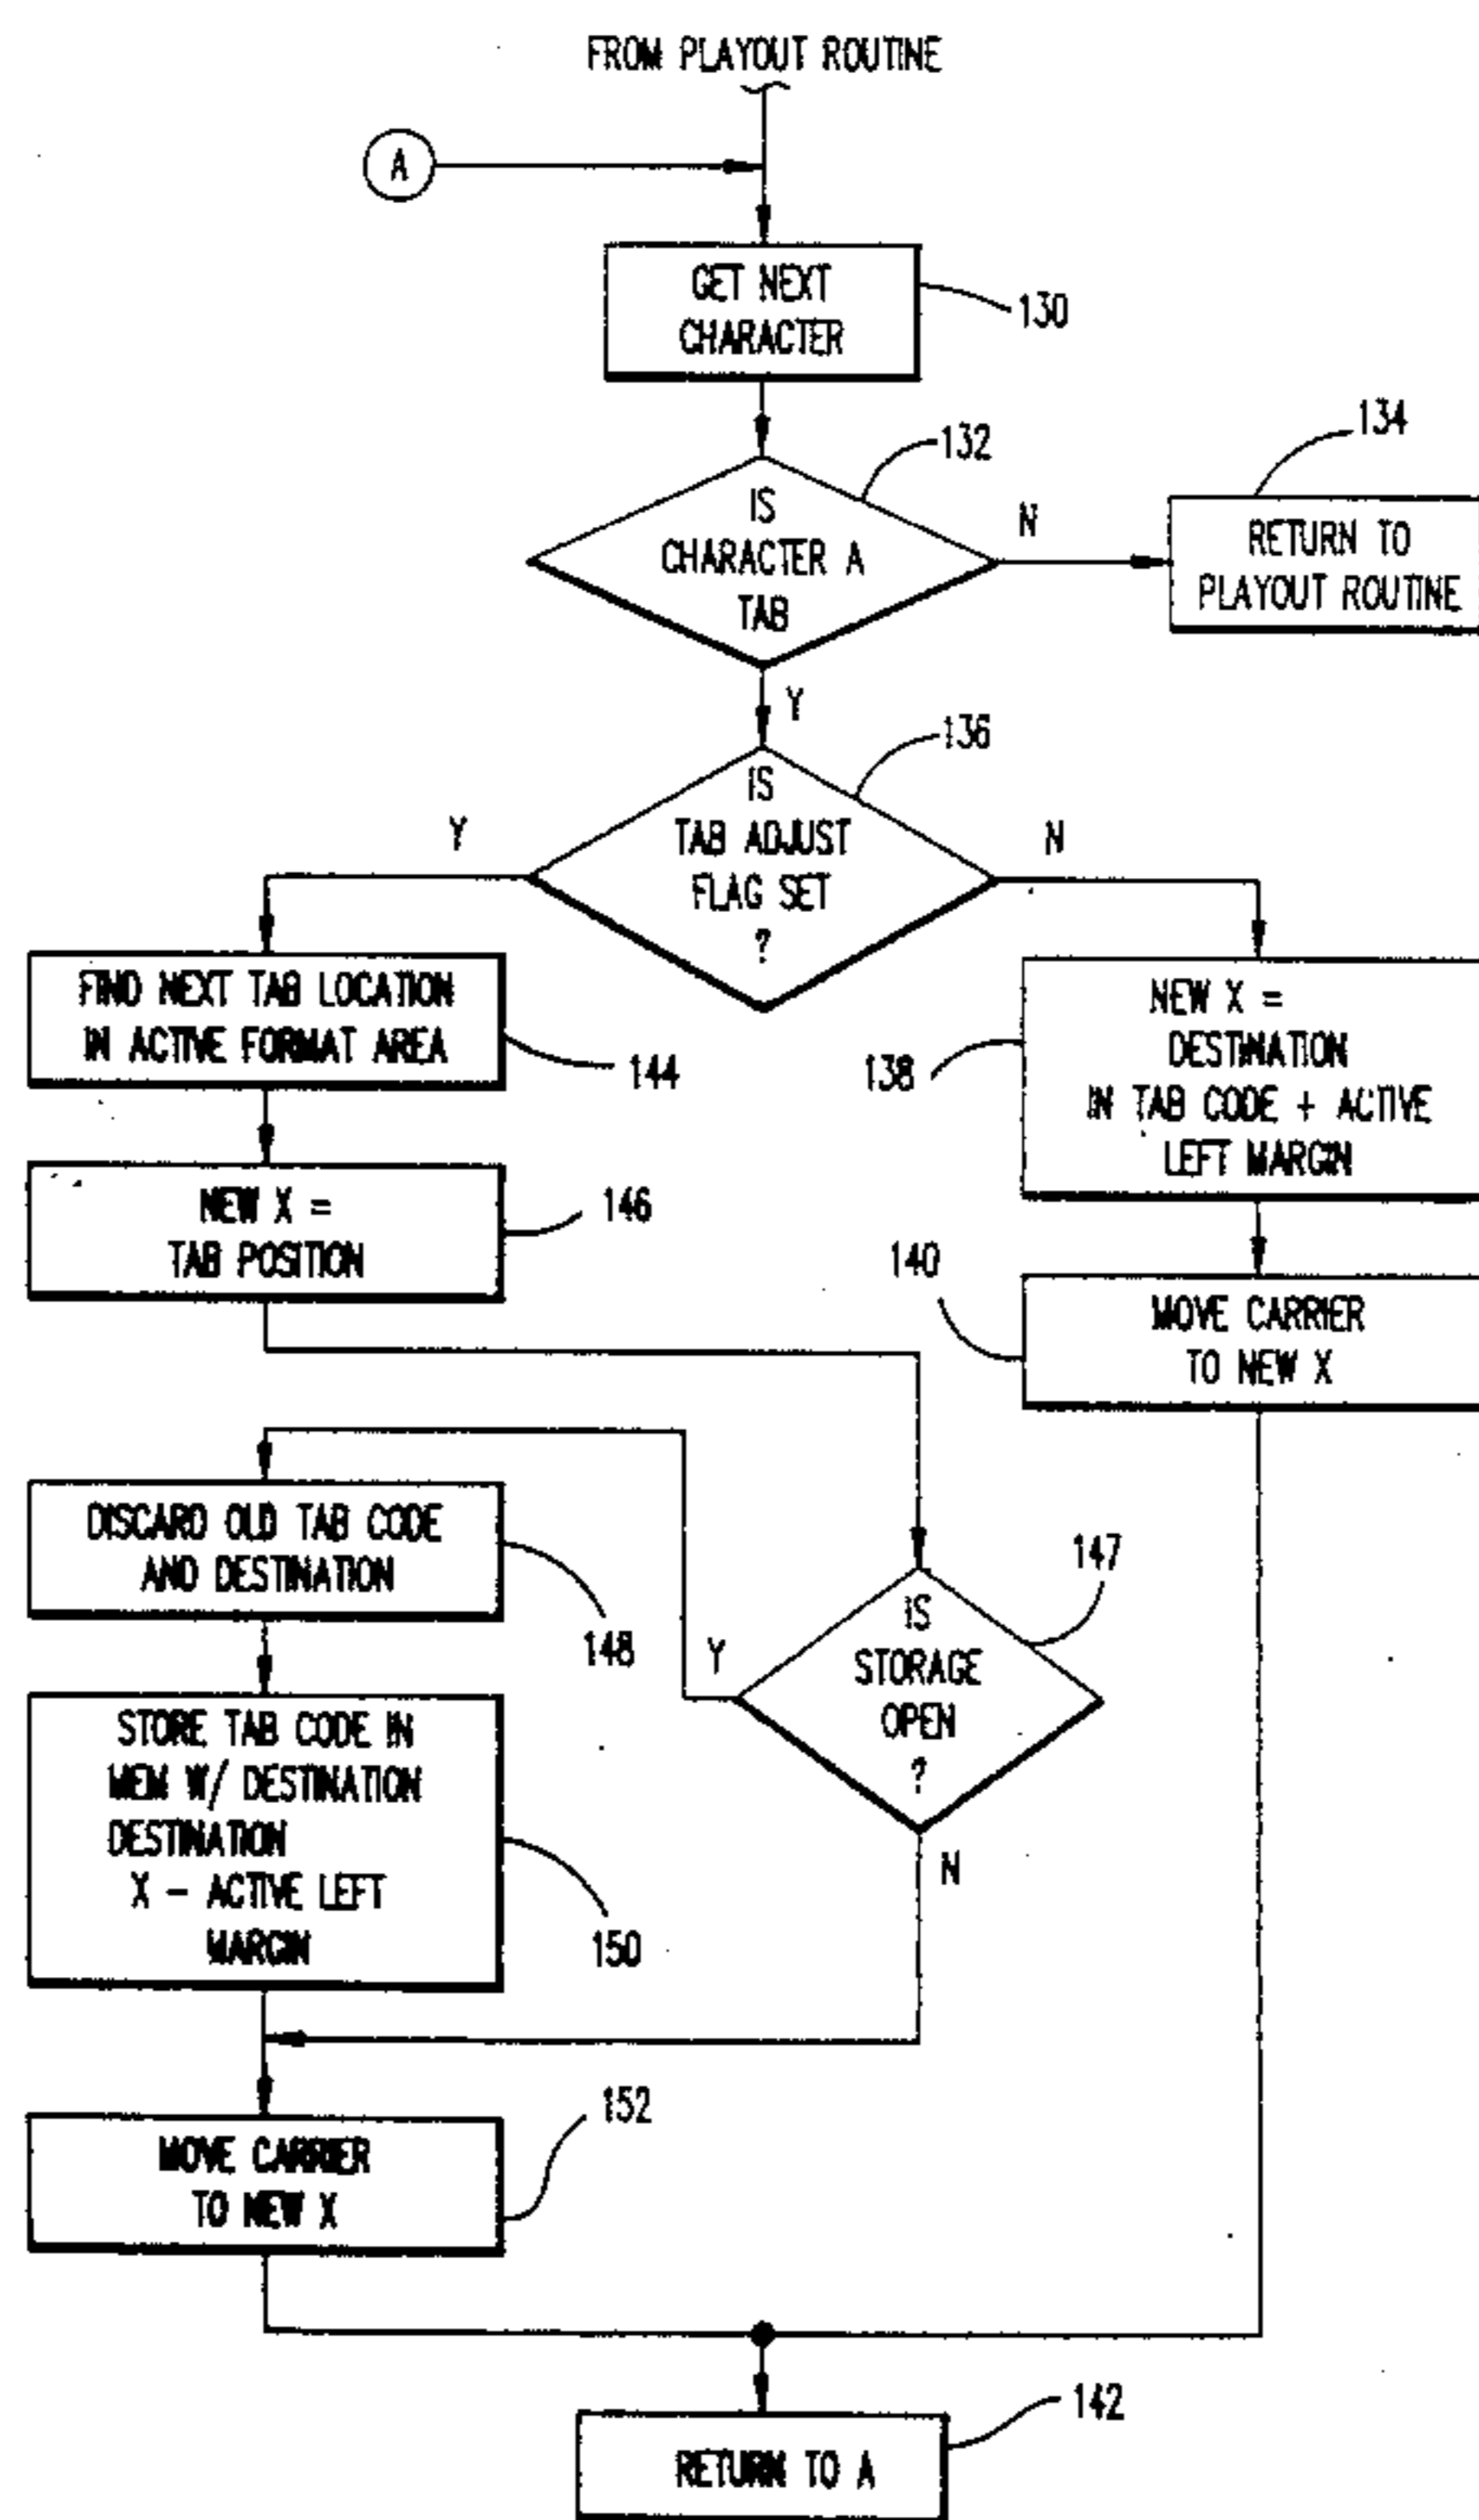 FROM PLAYOUT ROUTINE
A
GET NEXT
CHARACTER
130
132
IS
CHARACTER A
TAB
N
134
RETURN TO
PLAYOUT ROUTINE
Y
136
IS
TAB ADJUST
FLAG SET
?
Y
N
FIND NEXT TAB LOCATION
IN ACTIVE FORMAT AREA
144
138
NEW X =
DESTINATION
IN TAB CODE + ACTIVE
LEFT MARGIN
NEW X =
TAB POSITION
146
140
MOVE CARRIER
TO NEW X
DISCARD OLD TAB CODE
AND DESTINATION
148
147
IS
STORAGE
OPEN
?
Y
N
STORE TAB CODE IN
MEM W/ DESTINATION
DESTINATION
X - ACTIVE LEFT
MARGIN
150
152
MOVE CARRIER
TO NEW X
142
RETURN TO A